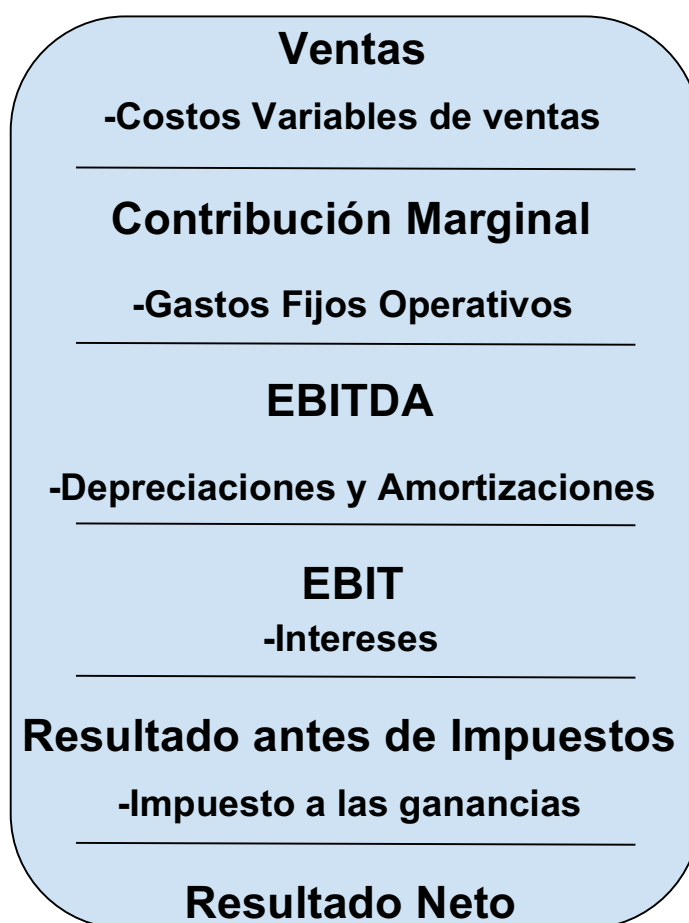 Ventas
-Costos Variables de ventas
Contribución Marginal
-Gastos Fijos Operativos
EBITDA
-Depreciaciones y Amortizaciones
EBIT
-Intereses
Resultado antes de Impuestos
-Impuesto a las ganancias
Resultado Neto